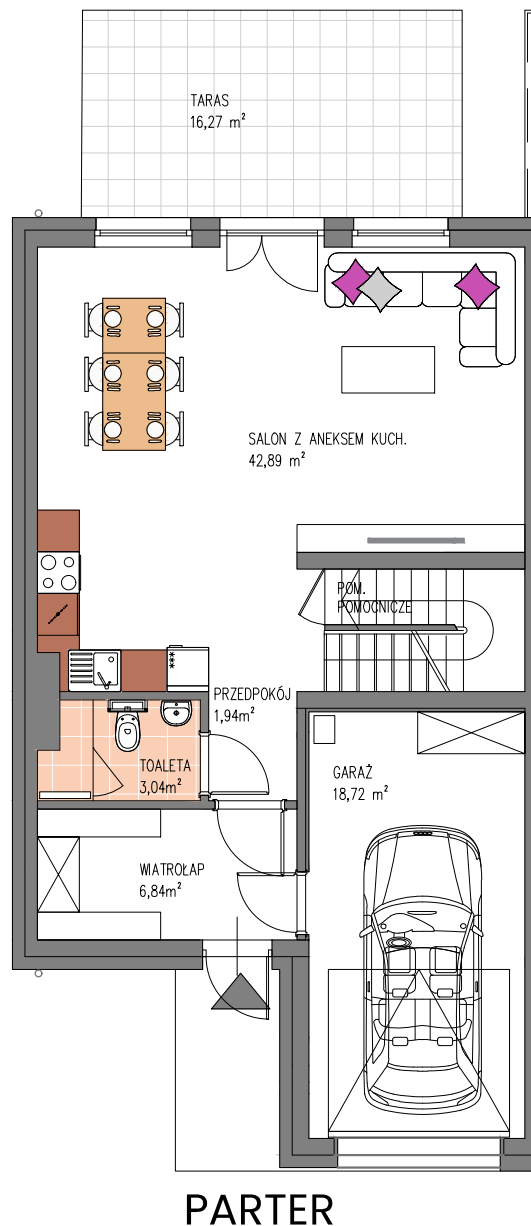 TARAS
16,27 m²
SALON Z ANEKSEM KUCH.
42,89 m²
POM.
POMOCNICZE
PRZEDPOKÓJ
1,94m²
TOALETA
3,04m²
GARAŻ
18,72 m²
WIATROŁAP
6,84m²
PARTER